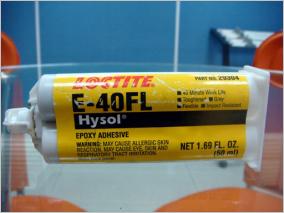 LOCTITE
PART NO. 29304
E-40FL
Hysol®
• 40 Minute Work Life
• Toughened • Grey
• Flexible • Impact Resistant
EPOXY ADHESIVE
WARNING: MAY CAUSE ALLERGIC SKIN
REACTION. MAY CAUSE EYE, SKIN AND
RESPIRATORY TRACT IRRITATION.
NET 1.69 FL. OZ.
(50 ml)